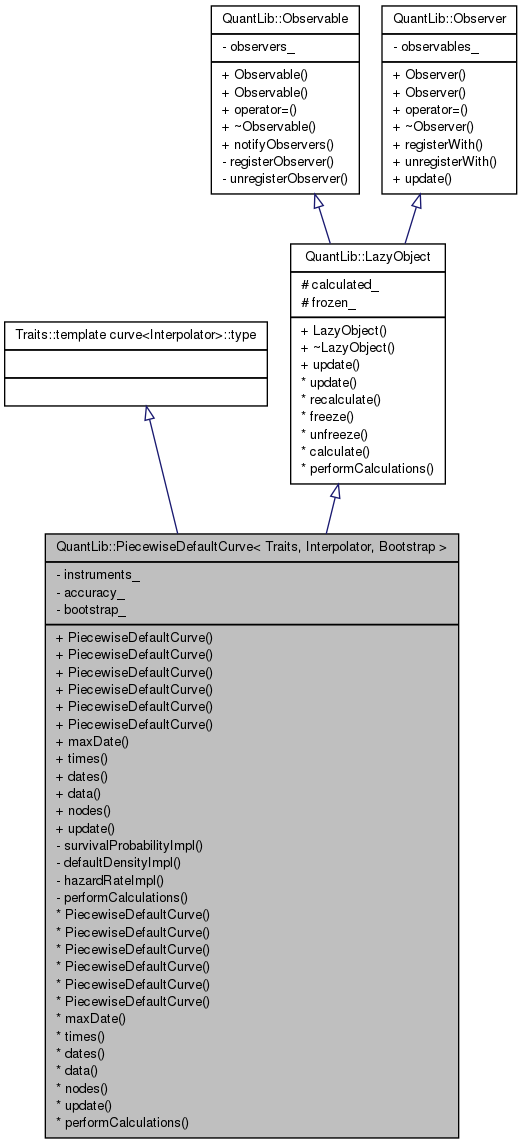 QuantLib::Observable
- observers_
+ Observable()
+ Observable()
+ operator=()
+ ~Observable()
+ notifyObservers()
- registerObserver()
- unregisterObserver()
QuantLib::Observer
- observables_
+ Observer()
+ Observer()
+ operator=()
+ ~Observer()
+ registerWith()
+ unregisterWith()
+ update()
QuantLib::LazyObject
# calculated_
# frozen_
+ LazyObject()
+ ~LazyObject()
+ update()
* update()
* recalculate()
* freeze()
* unfreeze()
* calculate()
* performCalculations()
Traits::template curve<Interpolator>::type
QuantLib::PiecewiseDefaultCurve< Traits, Interpolator, Bootstrap >
- instruments_
- accuracy_
- bootstrap_
+ PiecewiseDefaultCurve()
+ PiecewiseDefaultCurve()
+ PiecewiseDefaultCurve()
+ PiecewiseDefaultCurve()
+ PiecewiseDefaultCurve()
+ PiecewiseDefaultCurve()
+ maxDate()
+ times()
+ dates()
+ data()
+ nodes()
+ update()
- survivalProbabilityImpl()
- defaultDensityImpl()
- hazardRateImpl()
- performCalculations()
* PiecewiseDefaultCurve()
* PiecewiseDefaultCurve()
* PiecewiseDefaultCurve()
* PiecewiseDefaultCurve()
* PiecewiseDefaultCurve()
* PiecewiseDefaultCurve()
* maxDate()
* times()
* dates()
* data()
* nodes()
* update()
* performCalculations()